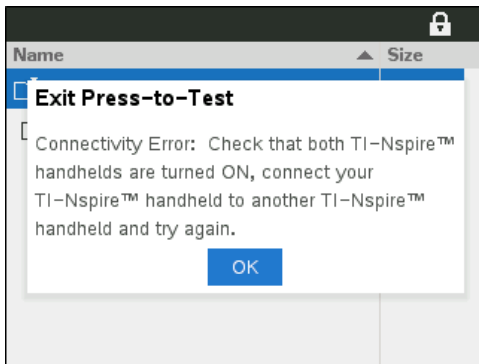 Name Size
Exit Press-to-Test
Connectivity Error: Check that both TI-Nspire™
handhelds are turned ON, connect your
TI-Nspire™ handheld to another TI-Nspire™
handheld and try again.
OK